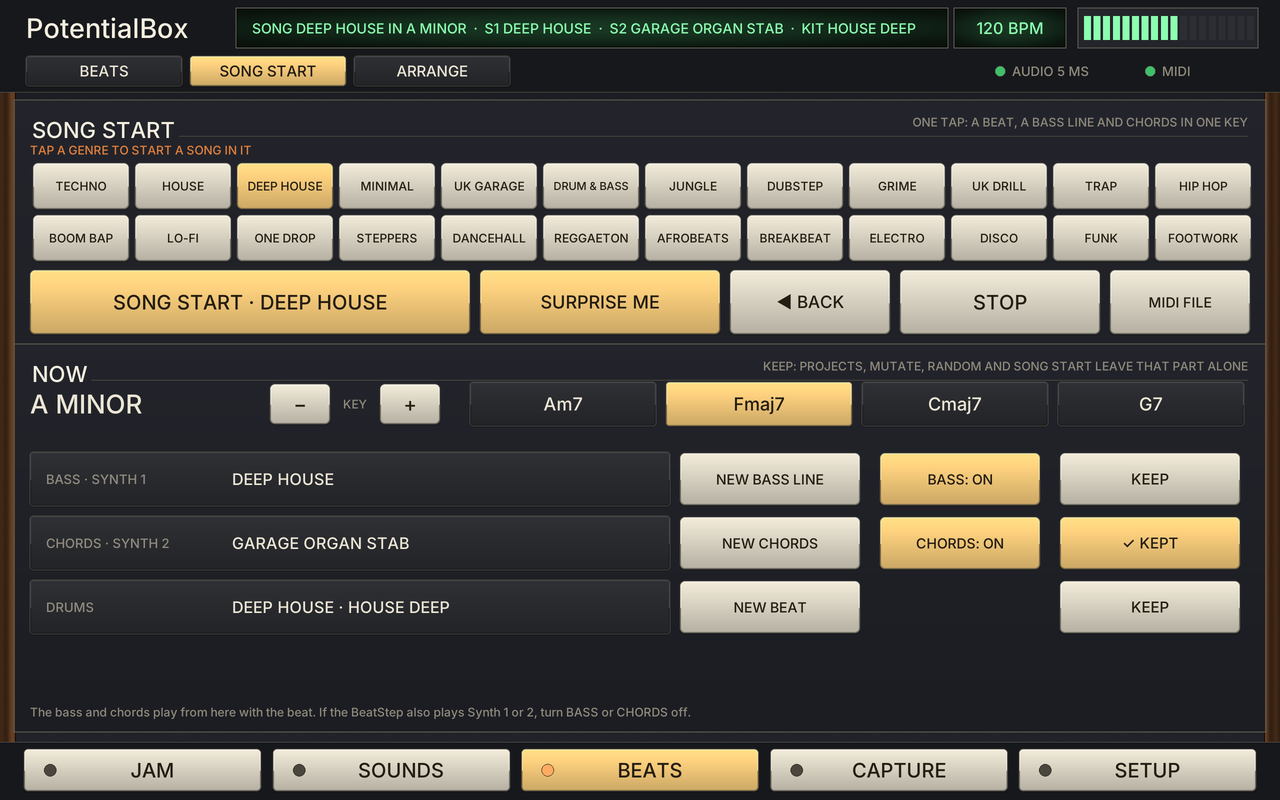 PotentialBox
SONG DEEP HOUSE IN A MINOR · S1 DEEP HOUSE · S2 GARAGE ORGAN STAB · KIT HOUSE DEEP
120 BPM
BEATS
SONG START
ARRANGE
AUDIO 5 MS
MIDI
SONG START
ONE TAP: A BEAT, A BASS LINE AND CHORDS IN ONE KEY
TAP A GENRE TO START A SONG IN IT
TECHNO
HOUSE
DEEP HOUSE
MINIMAL
UK GARAGE
DRUM & BASS
JUNGLE
DUBSTEP
GRIME
UK DRILL
TRAP
HIP HOP
BOOM BAP
LO-FI
ONE DROP
STEPPERS
DANCEHALL
REGGAETON
AFROBEATS
BREAKBEAT
ELECTRO
DISCO
FUNK
FOOTWORK
SONG START · DEEP HOUSE
SURPRISE ME
◀ BACK
STOP
MIDI FILE
NOW
KEEP: PROJECTS, MUTATE, RANDOM AND SONG START LEAVE THAT PART ALONE
A MINOR
–
KEY
+
Am7
Fmaj7
Cmaj7
G7
BASS · SYNTH 1
DEEP HOUSE
NEW BASS LINE
BASS: ON
KEEP
CHORDS · SYNTH 2
GARAGE ORGAN STAB
NEW CHORDS
CHORDS: ON
✓ KEPT
DRUMS
DEEP HOUSE · HOUSE DEEP
NEW BEAT
KEEP
The bass and chords play from here with the beat. If the BeatStep also plays Synth 1 or 2, turn BASS or CHORDS off.
JAM
SOUNDS
BEATS
CAPTURE
SETUP